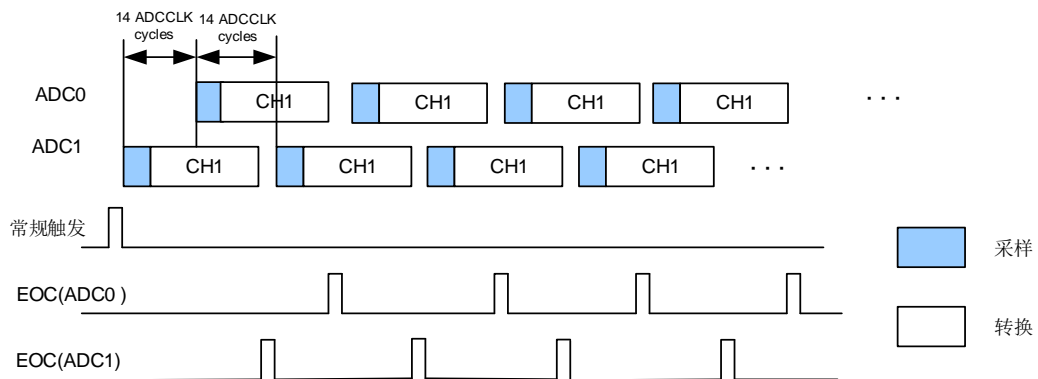 14 ADCCLK
cycles
14 ADCCLK
cycles
ADC0
CH1
CH1
CH1
CH1
· · ·
ADC1
CH1
CH1
CH1
CH1
· · ·
常规触发
采样
EOC(ADC0 )
转换
EOC(ADC1)